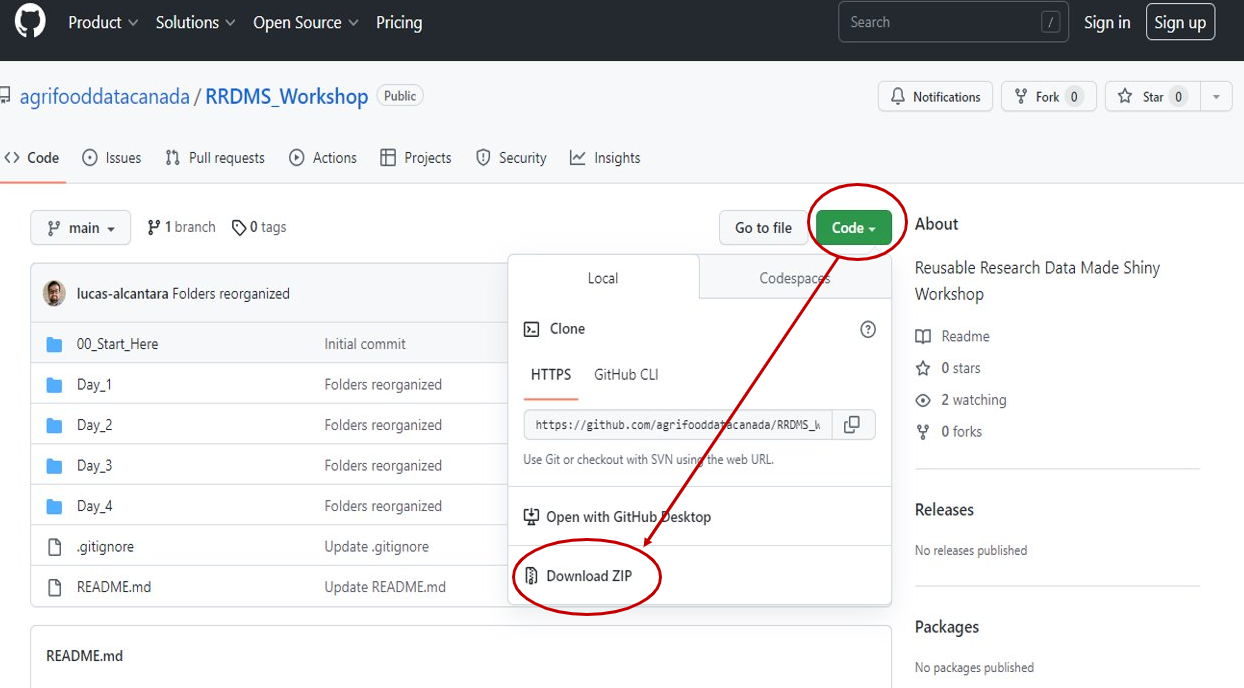 Product Solutions Open Source Pricing Search / Sign in Sign up
agrifooddatacanada / RRDMS_Workshop Public Notifications Fork 0 Star 0
Code Issues Pull requests Actions Projects Security Insights
main 1 branch 0 tags Go to file Code
lucas-alcantara Folders reorganized
00_Start_Here Initial commit
Day_1 Folders reorganized
Day_2 Folders reorganized
Day_3 Folders reorganized
Day_4 Folders reorganized
.gitignore Update .gitignore
README.md Update README.md
README.md
Local Codespaces
Clone
HTTPS GitHub CLI
https://github.com/agrifooddatacanada/RRDMS_W
Use Git or checkout with SVN using the web URL.
Open with GitHub Desktop
Download ZIP
About
Reusable Research Data Made Shiny
Workshop
Readme
0 stars
2 watching
0 forks
Releases
No releases published
Packages
No packages published